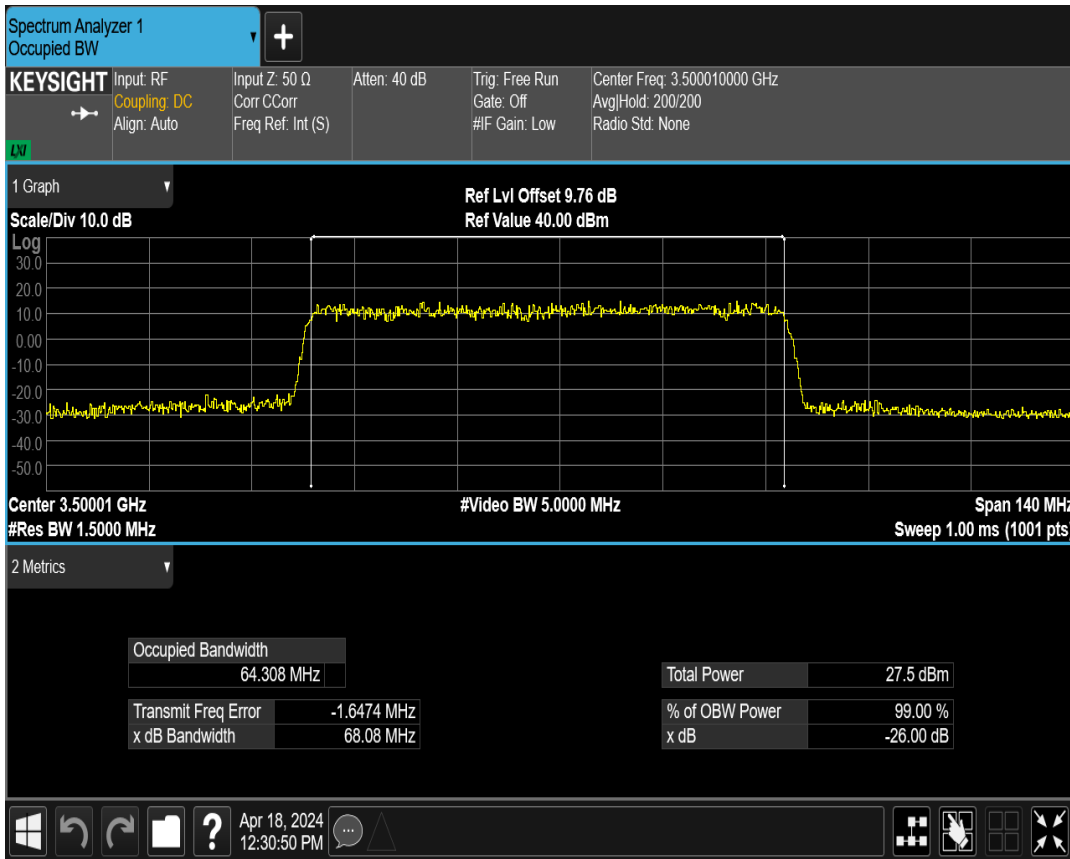 Spectrum Analyzer 1
Occupied BW
+
KEYSIGHT
LXI
Input: RF
Coupling: DC
Align: Auto
Input Z: 50 Ω
Corr CCorr
Freq Ref: Int (S)
Atten: 40 dB
Trig: Free Run
Gate: Off
#IF Gain: Low
Center Freq: 3.500010000 GHz
Avg|Hold: 200/200
Radio Std: None
1 Graph
Scale/Div 10.0 dB
Ref Lvl Offset 9.76 dB
Ref Value 40.00 dBm
Log
30.0
20.0
10.0
0.00
-10.0
-20.0
-30.0
-40.0
-50.0
Center 3.50001 GHz
#Video BW 5.0000 MHz
Span 140 MHz
#Res BW 1.5000 MHz
Sweep 1.00 ms (1001 pts)
2 Metrics
Occupied Bandwidth
64.308 MHz
Total Power 27.5 dBm
Transmit Freq Error -1.6474 MHz
% of OBW Power 99.00 %
x dB Bandwidth 68.08 MHz
x dB -26.00 dB
?
Apr 18, 2024
12:30:50 PM